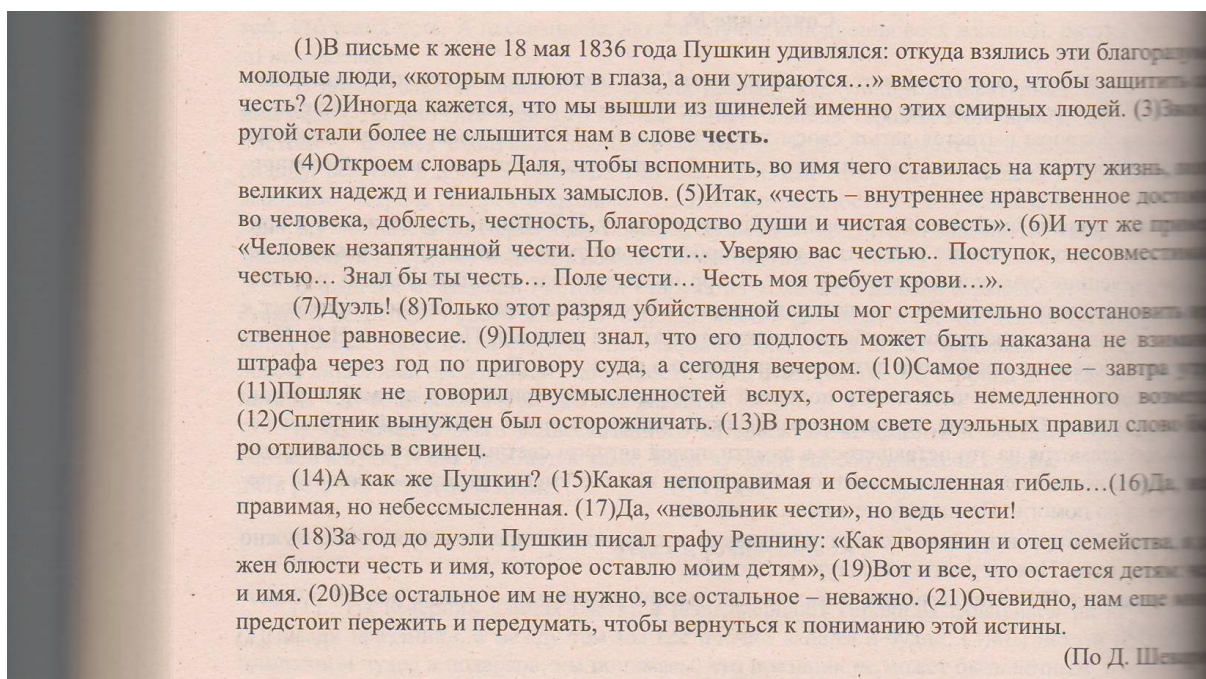 (1)В письме к жене 18 мая 1836 года Пушкин удивлялся: откуда взялись эти
молодые люди, «которым плюют в глаза, а они утираются…» вместо того, чтобы защитить
честь? (2)Иногда кажется, что мы вышли из шинелей именно этих смирных людей.
ругой стали более не слышится нам в слове честь.
(4)Откроем словарь Даля, чтобы вспомнить, во имя чего ставилась на карту жизнь,
великих надежд и гениальных замыслов. (5)Итак, «честь – внутреннее нравственное
во человека, доблесть, честность, благородство души и чистая совесть». (6)И тут же
«Человек незапятнанной чести. По чести… Уверяю вас честью.. Поступок,
честью… Знал бы ты честь… Поле чести… Честь моя требует крови…».
(7)Дуэль! (8)Только этот разряд убийственной силы мог стремительно восстановить
ственное равновесие. (9)Подлец знал, что его подлость может быть наказана не
штрафа через год по приговору суда, а сегодня вечером. (10)Самое позднее – завтра
(11)Пошляк не говорил двусмысленностей вслух, остерегаясь немедленного
(12)Сплетник вынужден был осторожничать. (13)В грозном свете дуэльных правил слово
ро отливалось в свинец.
(14)А как же Пушкин? (15)Какая непоправимая и бессмысленная гибель…(16)Да,
правимая, но небессмысленная. (17)Да, «невольник чести», но ведь чести!
(18)За год до дуэли Пушкин писал графу Репнину: «Как дворянин и отец семейства,
жен блюсти честь и имя, которое оставлю моим детям», (19)Вот и все, что остается детям
и имя. (20)Все остальное им не нужно, все остальное – неважно. (21)Очевидно, нам еще
предстоит пережить и передумать, чтобы вернуться к пониманию этой истины.
(По Д.